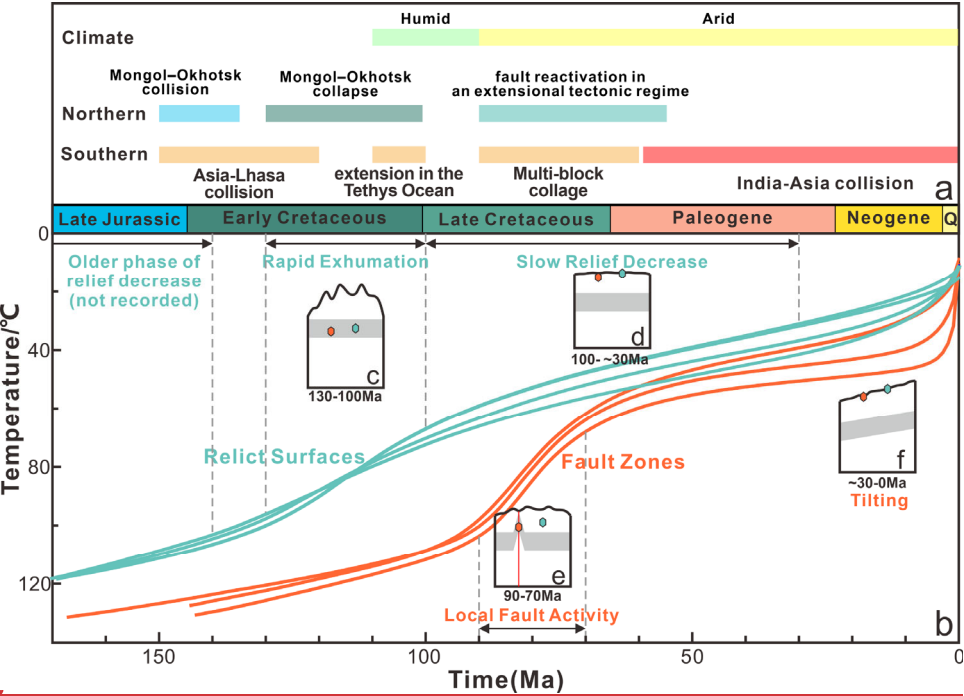 Humid
Arid
Climate
Mongol–Okhotsk
collision
Mongol–Okhotsk
collapse
fault reactivation in
an extensional tectonic regime
Northern
Southern
Asia-Lhasa
collision
extension in the
Tethys Ocean
Multi-block
collage
India-Asia collision
a
Late Jurassic
Early Cretaceous
Late Cretaceous
Paleogene
Neogene
Q
0
Older phase of
relief decrease
(not recorded)
Rapid Exhumation
Slow Relief Decrease
c
130-100Ma
d
100- ~30Ma
40
Temperature/℃
Relict Surfaces
Fault Zones
80
f
~30-0Ma
Tilting
e
90-70Ma
120
Local Fault Activity
b
150
100
50
0
Time(Ma)